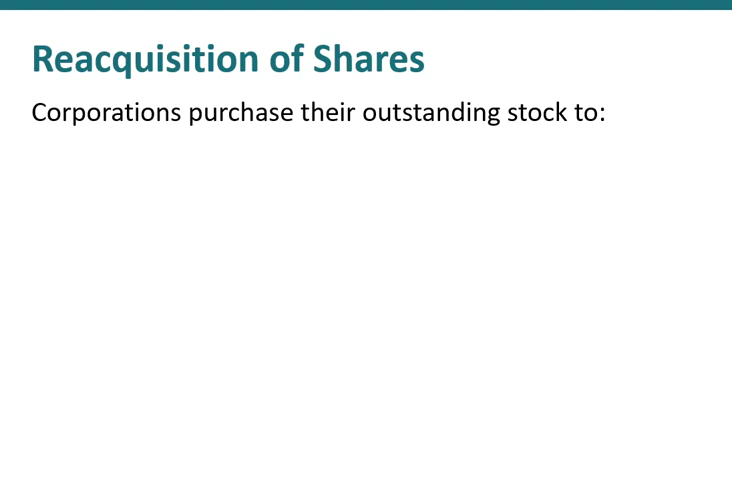 Reacquisition of Shares
Corporations purchase their outstanding stock to: